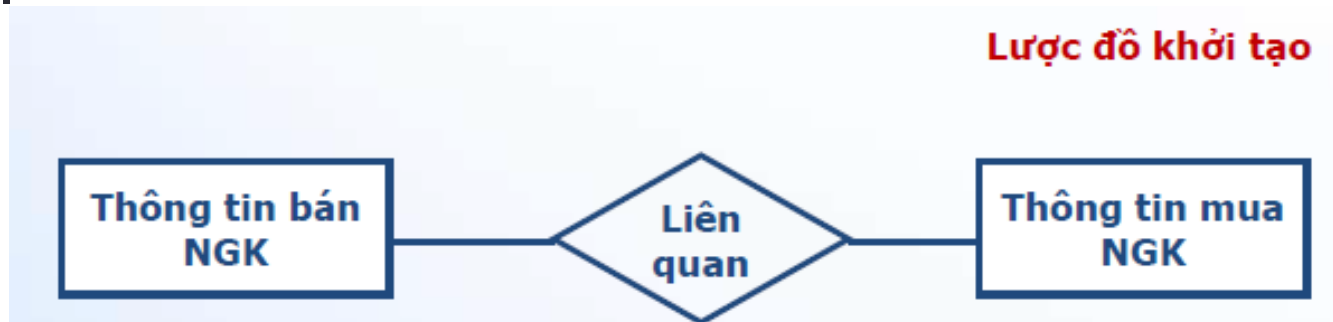 Lược đồ khởi tạo
Thông tin bán
NGK
Liên
quan
Thông tin mua
NGK